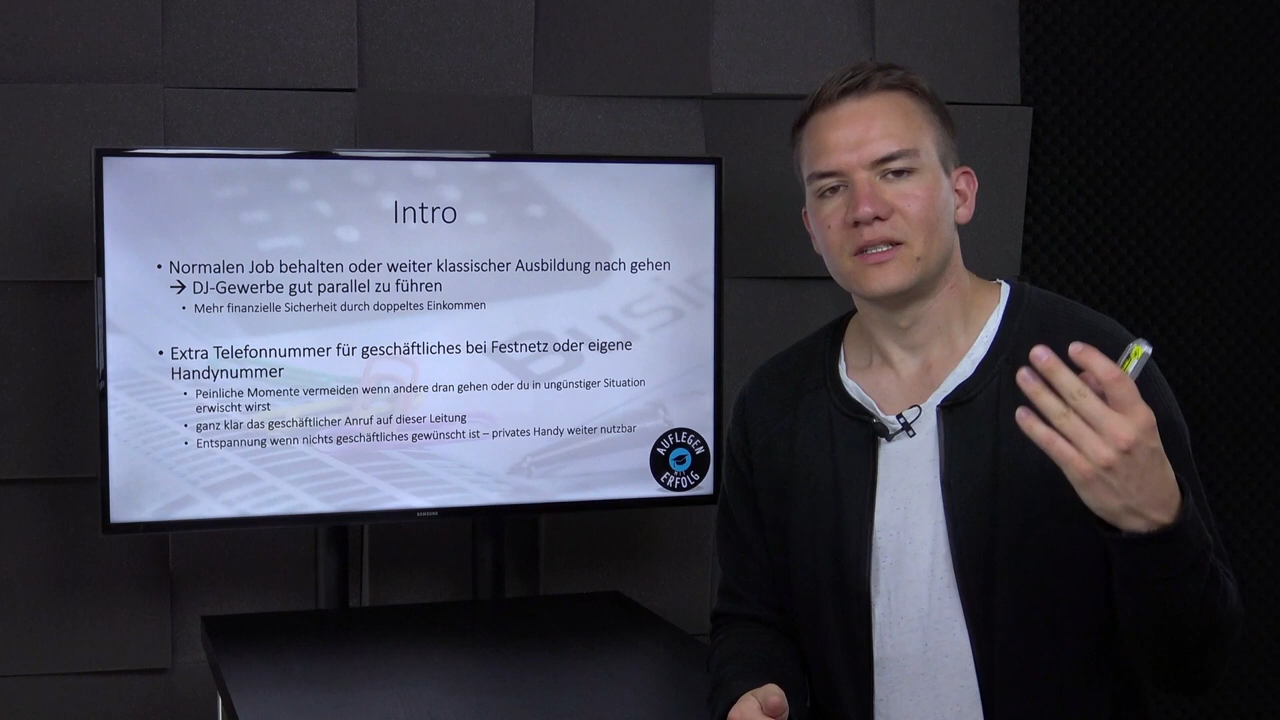 Intro
• Normalen Job behalten oder weiter klassischer Ausbildung nach gehen
→ DJ-Gewerbe gut parallel zu führen
• Mehr finanzielle Sicherheit durch doppeltes Einkommen
• Extra Telefonnummer für geschäftliches bei Festnetz oder eigene
Handynummer
• Peinliche Momente vermeiden wenn andere dran gehen oder du in ungünstiger Situation
erwischt wirst
• ganz klar das geschäftlicher Anruf auf dieser Leitung
• Entspannung wenn nichts geschäftliches gewünscht ist – privates Handy weiter nutzbar
AUFLEGEN
MIT
ERFOLG
SAMSUNG